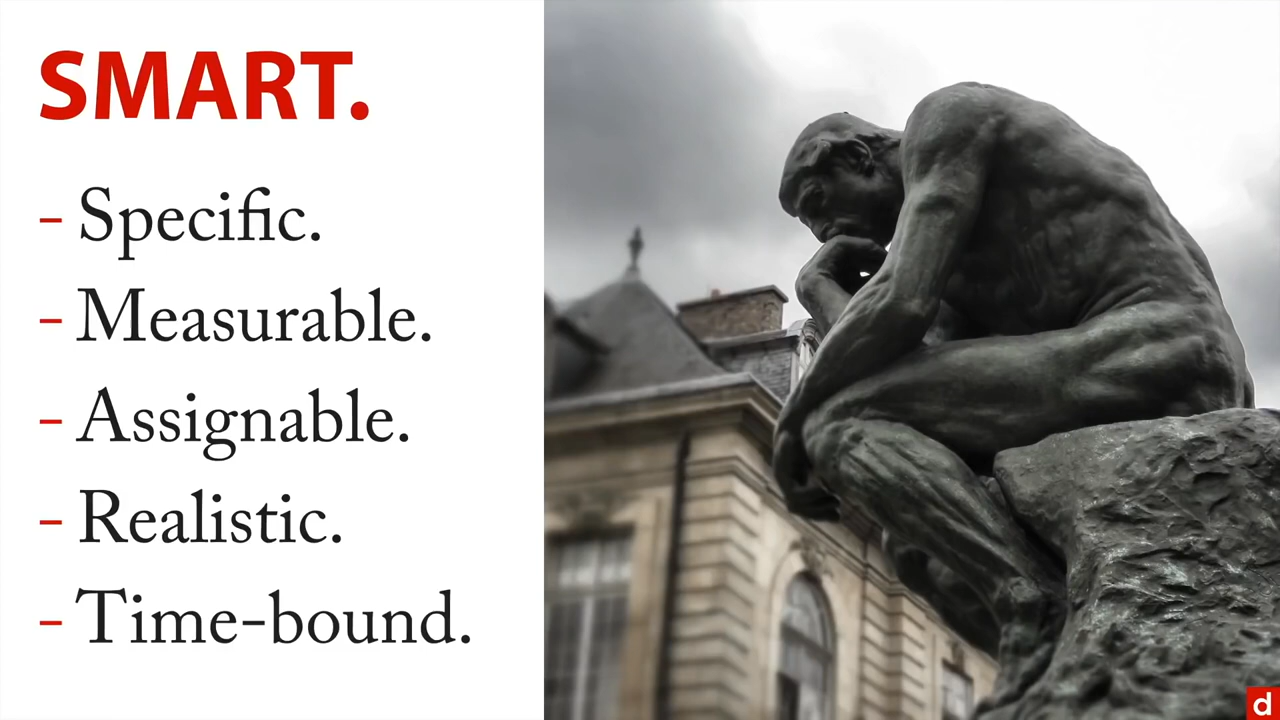 SMART.
- Specific.
- Measurable.
- Assignable.
- Realistic.
- Time-bound.
d